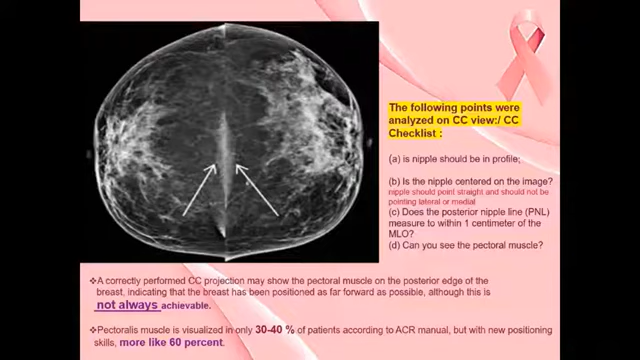 The following points were
analyzed on CC view:/ CC
Checklist :
(a) is nipple should be in profile;
(b) Is the nipple centered on the image?
nipple should point straight and should not be
pointing lateral or medial
(c) Does the posterior nipple line (PNL)
measure to within 1 centimeter of the
MLO?
(d) Can you see the pectoral muscle?
❖A correctly performed CC projection may show the pectoral muscle on the posterior edge of the
breast, indicating that the breast has been positioned as far forward as possible, although this is
not always achievable.
❖Pectoralis muscle is visualized in only 30-40 % of patients according to ACR manual, but with new positioning
skills, more like 60 percent.